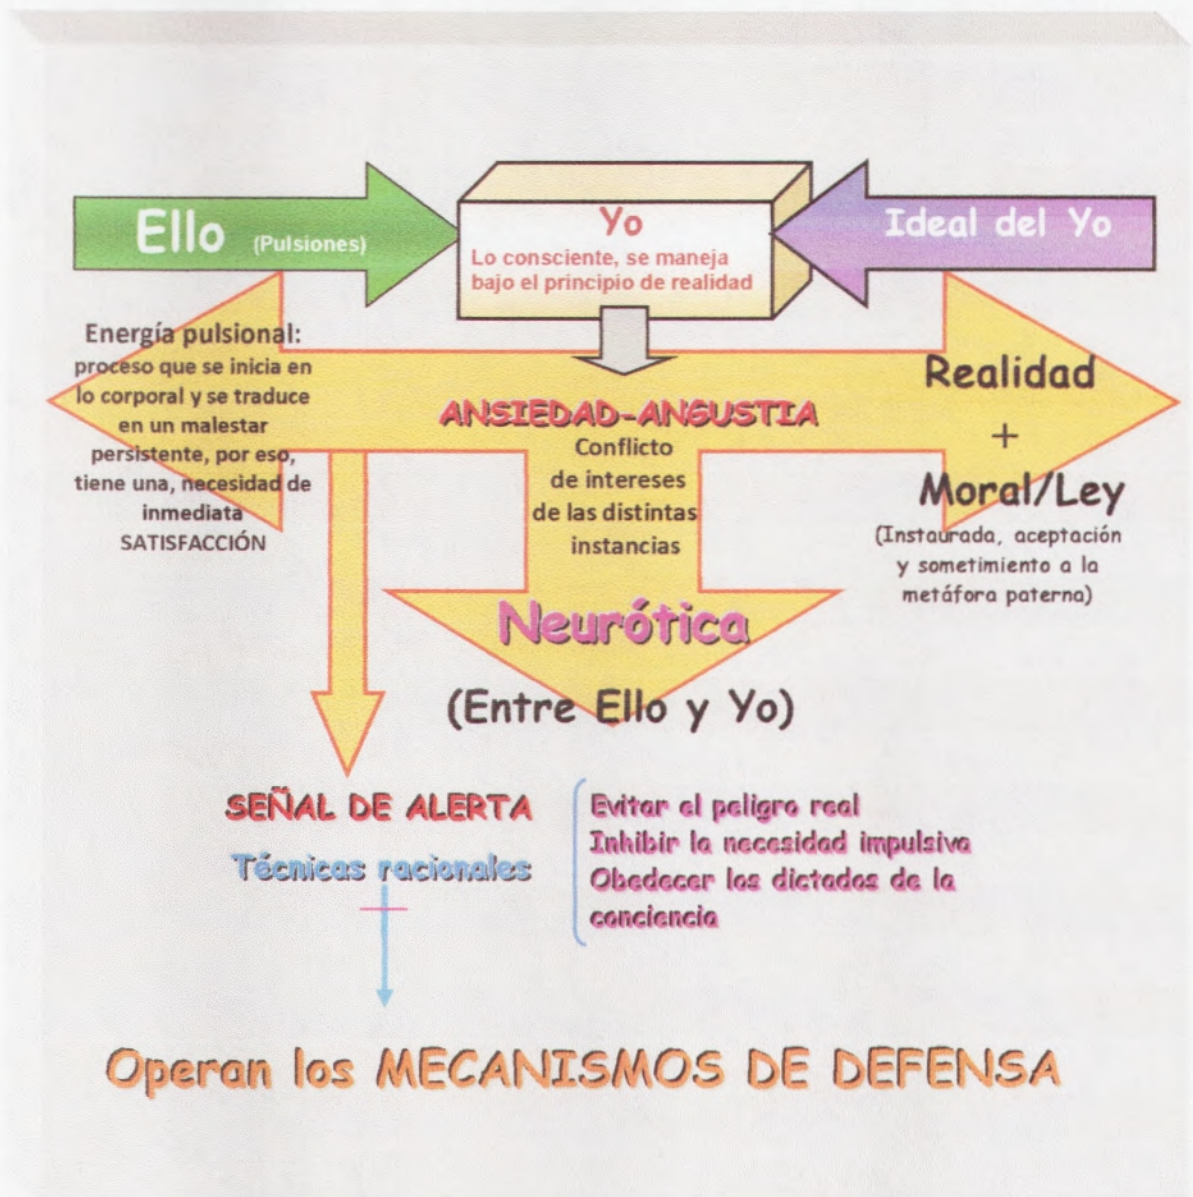 Ello (Pulsiones)
Yo
Lo consciente, se maneja
bajo el principio de realidad
Ideal del Yo
Energía pulsional:
proceso que se inicia en
lo corporal y se traduce
en un malestar
persistente, por eso,
tiene una, necesidad de
inmediata
SATISFACCIÓN
ANSIEDAD-ANGUSTIA
Conflicto
de intereses
de las distintas
instancias
Realidad
+
Moral/Ley
(Instaurada, aceptación
y sometimiento a la
metáfora paterna)
Neurótica
(Entre Ello y Yo)
SEÑAL DE ALERTA
Técnicas racionales
Evitar el peligro real
Inhibir la necesidad impulsiva
Obedecer los dictados de la
conciencia
Operan los MECANISMOS DE DEFENSA